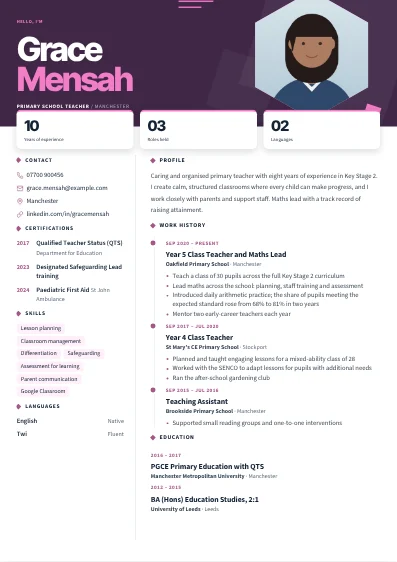 HELLO, I'M
Grace
Mensah
PRIMARY SCHOOL TEACHER / MANCHESTER
10
Years of experience
03
Roles held
02
Languages
CONTACT
07700 900456
grace.mensah@example.com
Manchester
linkedin.com/in/gracemensah
CERTIFICATIONS
2017 Qualified Teacher Status (QTS)
Department for Education
2023 Designated Safeguarding Lead
training
2024 Paediatric First Aid St John
Ambulance
SKILLS
Lesson planning
Classroom management
Differentiation Safeguarding
Assessment for learning
Parent communication
Google Classroom
LANGUAGES
English Native
Twi Fluent
PROFILE
Caring and organised primary teacher with eight years of experience in Key Stage 2.
I create calm, structured classrooms where every child can make progress, and I
work closely with parents and support staff. Maths lead with a track record of
raising attainment.
WORK HISTORY
SEP 2020 – PRESENT
Year 5 Class Teacher and Maths Lead
Oakfield Primary School · Manchester
• Teach a class of 30 pupils across the full Key Stage 2 curriculum
• Lead maths across the school: planning, staff training and assessment
• Introduced daily arithmetic practice; the share of pupils meeting the
expected standard rose from 68% to 81% in two years
• Mentor two early-career teachers each year
SEP 2017 – JUL 2020
Year 4 Class Teacher
St Mary's CE Primary School · Stockport
• Planned and taught engaging lessons for a mixed-ability class of 28
• Worked with the SENCO to adapt lessons for pupils with additional needs
• Ran the after-school gardening club
SEP 2015 – JUL 2016
Teaching Assistant
Brookside Primary School · Manchester
• Supported small reading groups and one-to-one interventions
EDUCATION
2016 – 2017
PGCE Primary Education with QTS
Manchester Metropolitan University · Manchester
2012 – 2015
BA (Hons) Education Studies, 2:1
University of Leeds · Leeds